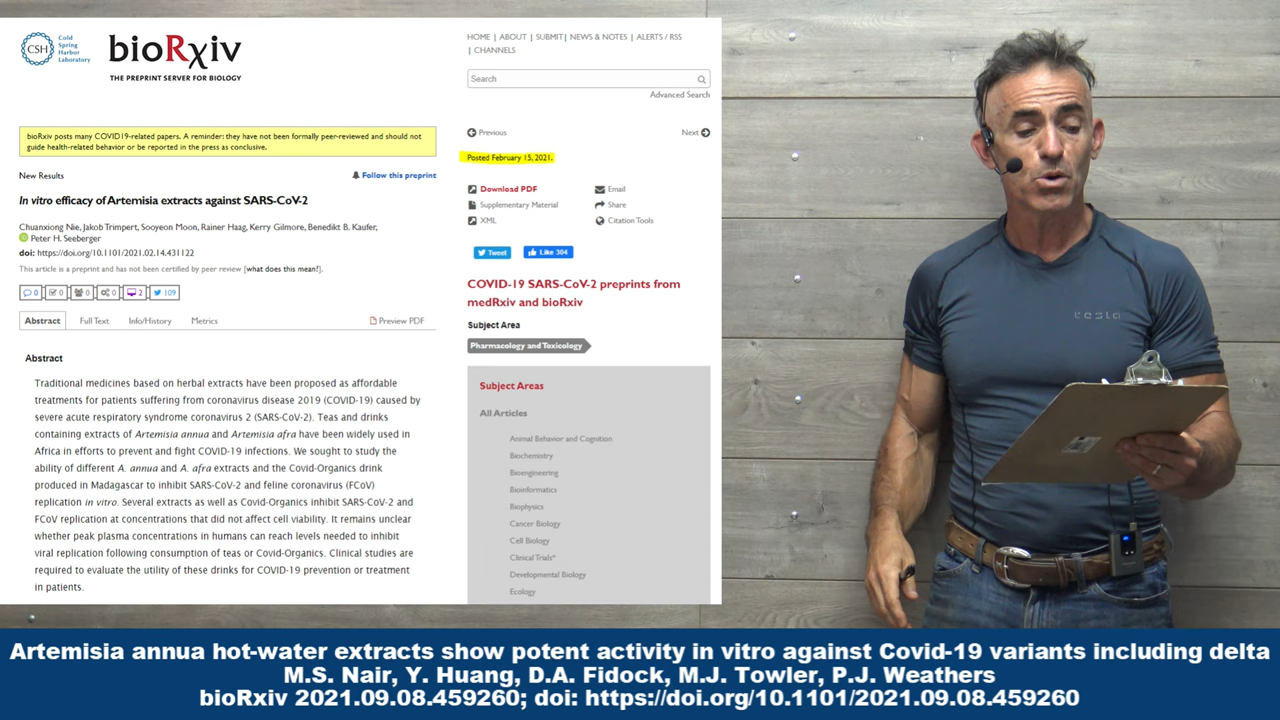 CSH
Cold
Spring
Harbor
Laboratory
bioRxiv
THE PREPRINT SERVER FOR BIOLOGY
HOME | ABOUT | SUBMIT | NEWS & NOTES | ALERTS / RSS
| CHANNELS
Search
Advanced Search
bioRxiv posts many COVID19-related papers. A reminder: they have not been formally peer-reviewed and should not
guide health-related behavior or be reported in the press as conclusive.
Previous
Next
Posted February 15, 2021.
New Results
Follow this preprint
In vitro efficacy of Artemisia extracts against SARS-CoV-2
Chuanxiong Nie, Jakob Trimpert, Sooyeon Moon, Rainer Haag, Kerry Gilmore, Benedikt B. Kaufer,
iD Peter H. Seeberger
doi: https://doi.org/10.1101/2021.02.14.431122
This article is a preprint and has not been certified by peer review [what does this mean?].
0 0 0 0 2 109
Abstract Full Text Info/History Metrics Preview PDF
Download PDF
Supplementary Material
XML
Email
Share
Citation Tools
Tweet
Like 304
COVID-19 SARS-CoV-2 preprints from
medRxiv and bioRxiv
Subject Area
Pharmacology and Toxicology
Abstract
Traditional medicines based on herbal extracts have been proposed as affordable
treatments for patients suffering from coronavirus disease 2019 (COVID-19) caused by
severe acute respiratory syndrome coronavirus 2 (SARS-CoV-2). Teas and drinks
containing extracts of Artemisia annua and Artemisia afra have been widely used in
Africa in efforts to prevent and fight COVID-19 infections. We sought to study the
ability of different A. annua and A. afra extracts and the Covid-Organics drink
produced in Madagascar to inhibit SARS-CoV-2 and feline coronavirus (FCoV)
replication in vitro. Several extracts as well as Covid-Organics inhibit SARS-CoV-2 and
FCoV replication at concentrations that did not affect cell viability. It remains unclear
whether peak plasma concentrations in humans can reach levels needed to inhibit
viral replication following consumption of teas or Covid-Organics. Clinical studies are
required to evaluate the utility of these drinks for COVID-19 prevention or treatment
in patients.
Subject Areas
All Articles
Animal Behavior and Cognition
Biochemistry
Bioengineering
Bioinformatics
Biophysics
Cancer Biology
Cell Biology
Clinical Trials*
Developmental Biology
Ecology
TESLA
Artemisia annua hot-water extracts show potent activity in vitro against Covid-19 variants including delta
M.S. Nair, Y. Huang, D.A. Fidock, M.J. Towler, P.J. Weathers
bioRxiv 2021.09.08.459260; doi: https://doi.org/10.1101/2021.09.08.459260